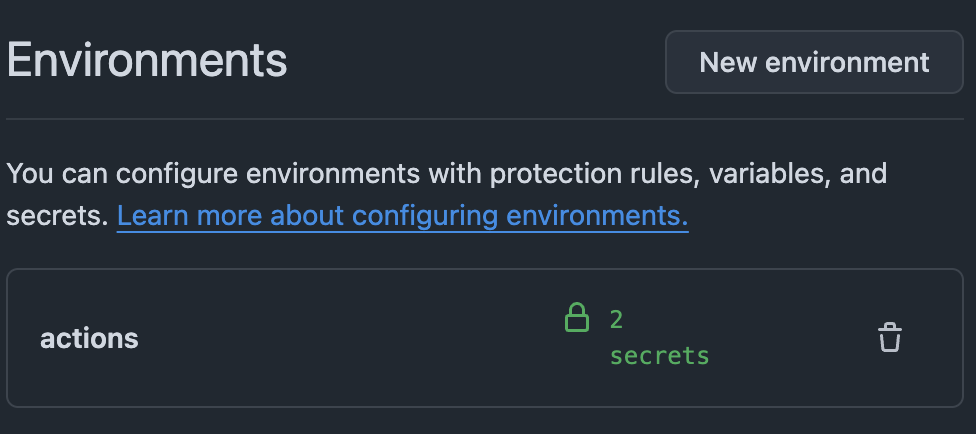 Environments
New environment
You can configure environments with protection rules, variables, and
secrets. Learn more about configuring environments.
actions
2
secrets